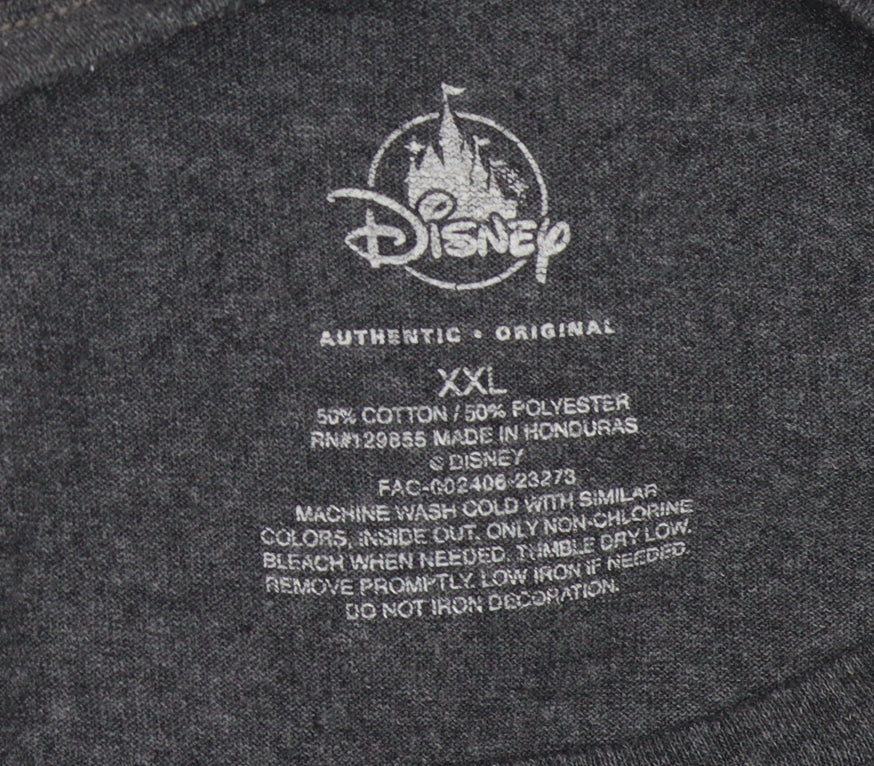 Disney
AUTHENTIC • ORIGINAL
XXL
50% COTTON / 50% POLYESTER
RN#129855 MADE IN HONDURAS
© DISNEY
FAC-002406-23273
MACHINE WASH COLD WITH SIMILAR
COLORS, INSIDE OUT. ONLY NON-CHLORINE
BLEACH WHEN NEEDED. TUMBLE DRY LOW.
REMOVE PROMPTLY. LOW IRON IF NEEDED.
DO NOT IRON DECORATION.